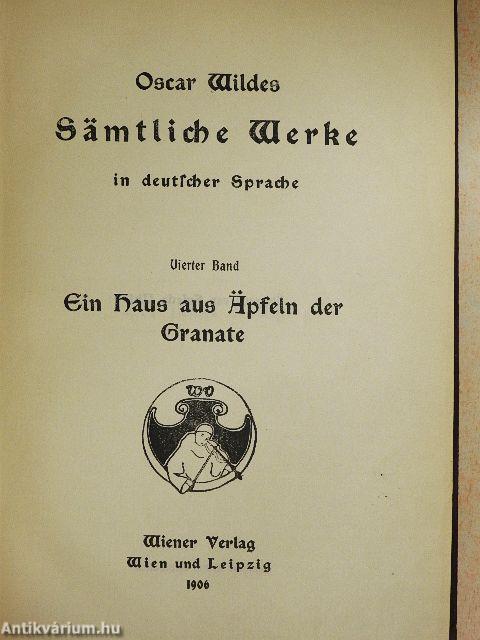 Oscar Wildes
Sämtliche Werke
in deutſcher Sprache
Vierter Band
Ein Haus aus Äpfeln der
Granate
WV
Wiener Verlag
Wien und Leipzig
1906
Antikvárium.hu